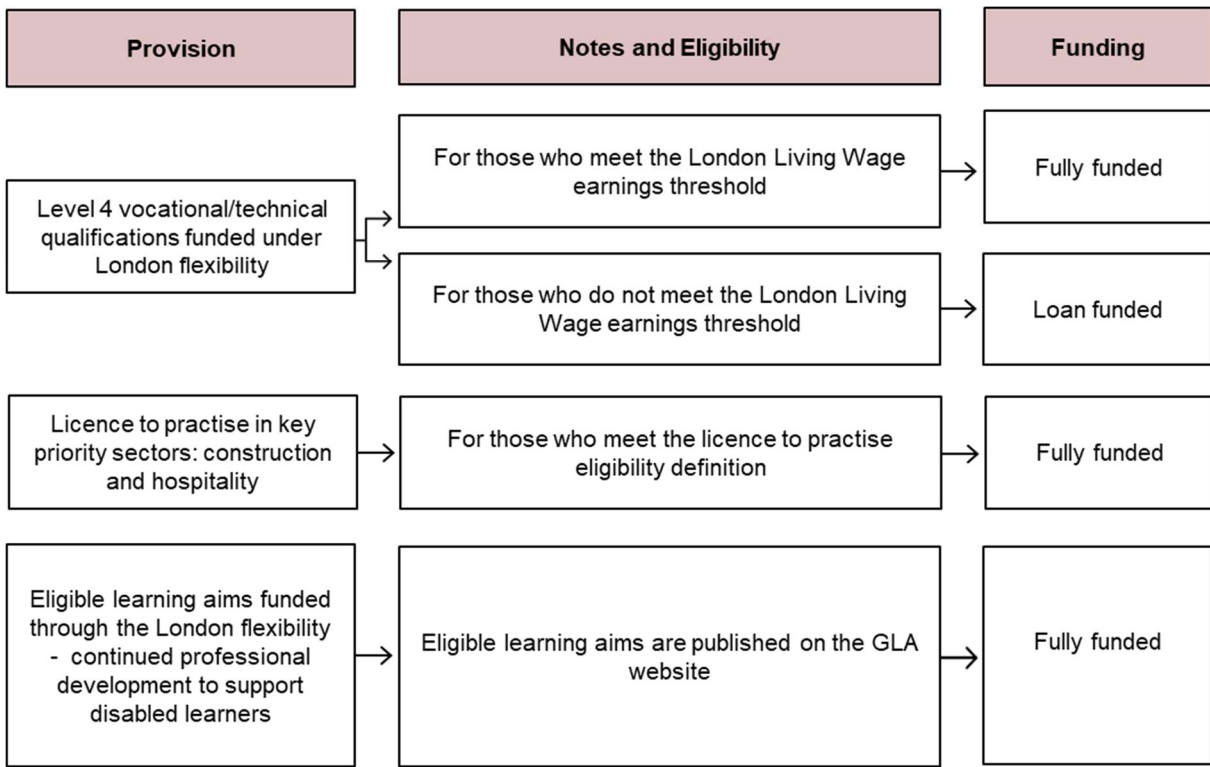 Provision
Notes and Eligibility
Funding
Level 4 vocational/technical
qualifications funded under
London flexibility
For those who meet the London Living Wage
earnings threshold
Fully funded
For those who do not meet the London Living
Wage earnings threshold
Loan funded
Licence to practise in key
priority sectors: construction
and hospitality
For those who meet the licence to practise
eligibility definition
Fully funded
Eligible learning aims funded
through the London flexibility
- continued professional
development to support
disabled learners
Eligible learning aims are published on the GLA
website
Fully funded